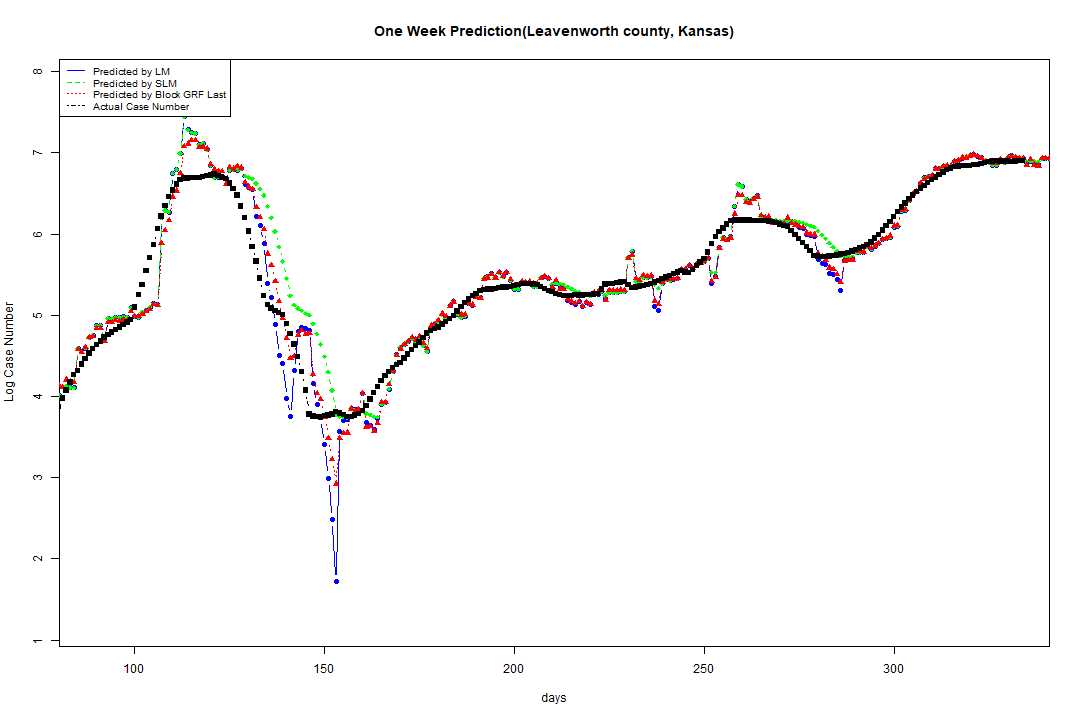 One Week Prediction(Leavenworth county, Kansas)
Predicted by LM
Predicted by SLM
Predicted by Block GRF Last
Actual Case Number
8
7
6
5
4
3
2
1
Log Case Number
100 150 200 250 300
days